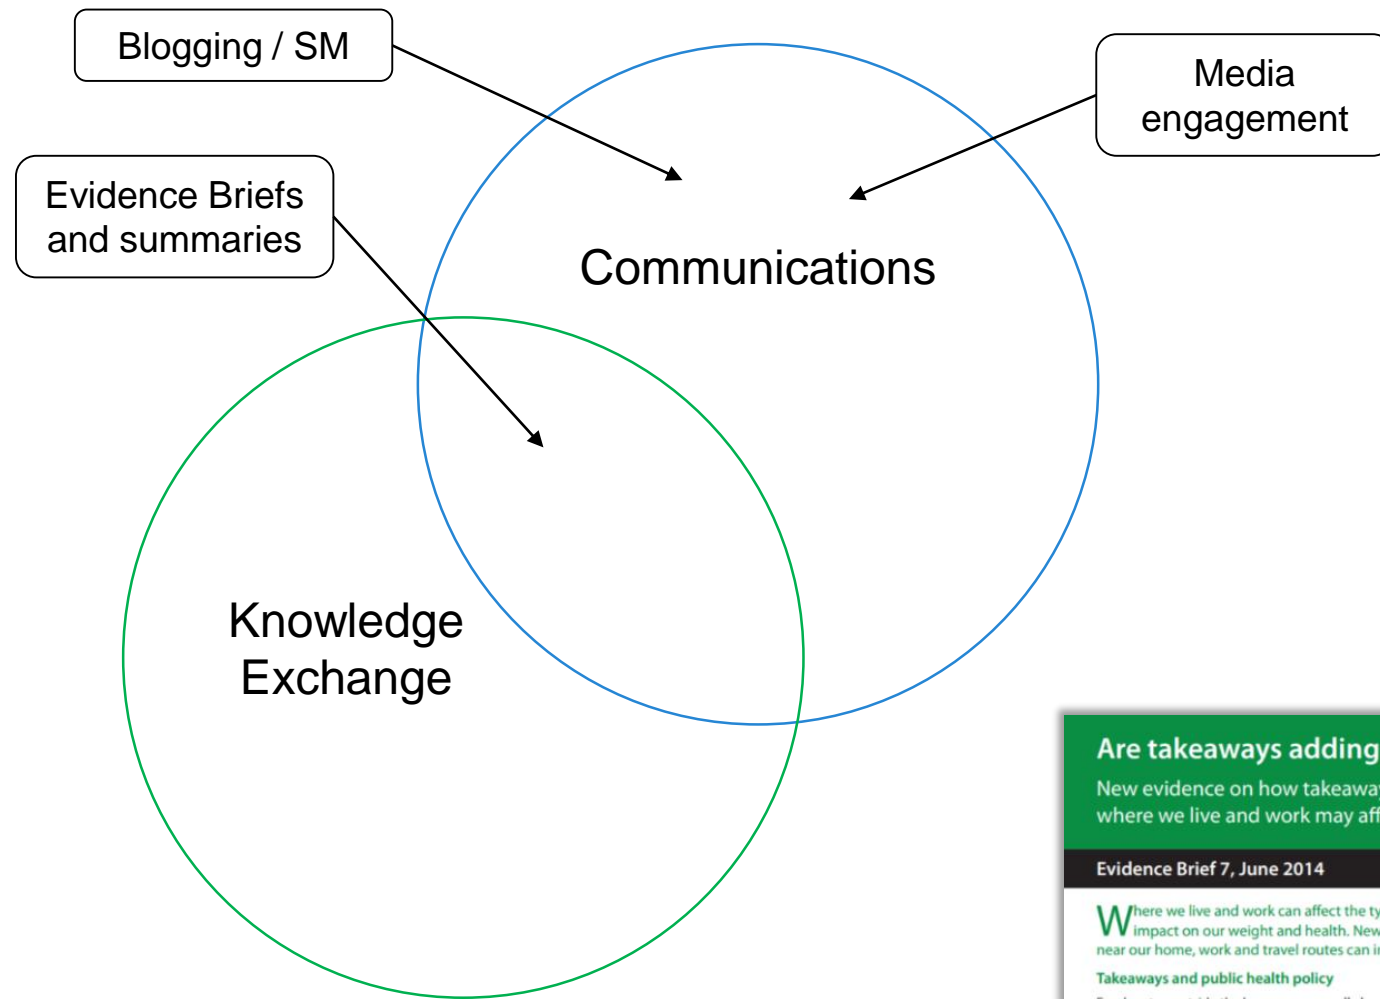 Blogging / SM
Media
engagement
Evidence Briefs
and summaries
Communications
Knowledge
Exchange
Are takeaways adding
New evidence on how takeaway
where we live and work may aff
Evidence Brief 7, June 2014
Where we live and work can affect the ty
impact on our weight and health. New
near our home, work and travel routes can i
Takeaways and public health policy